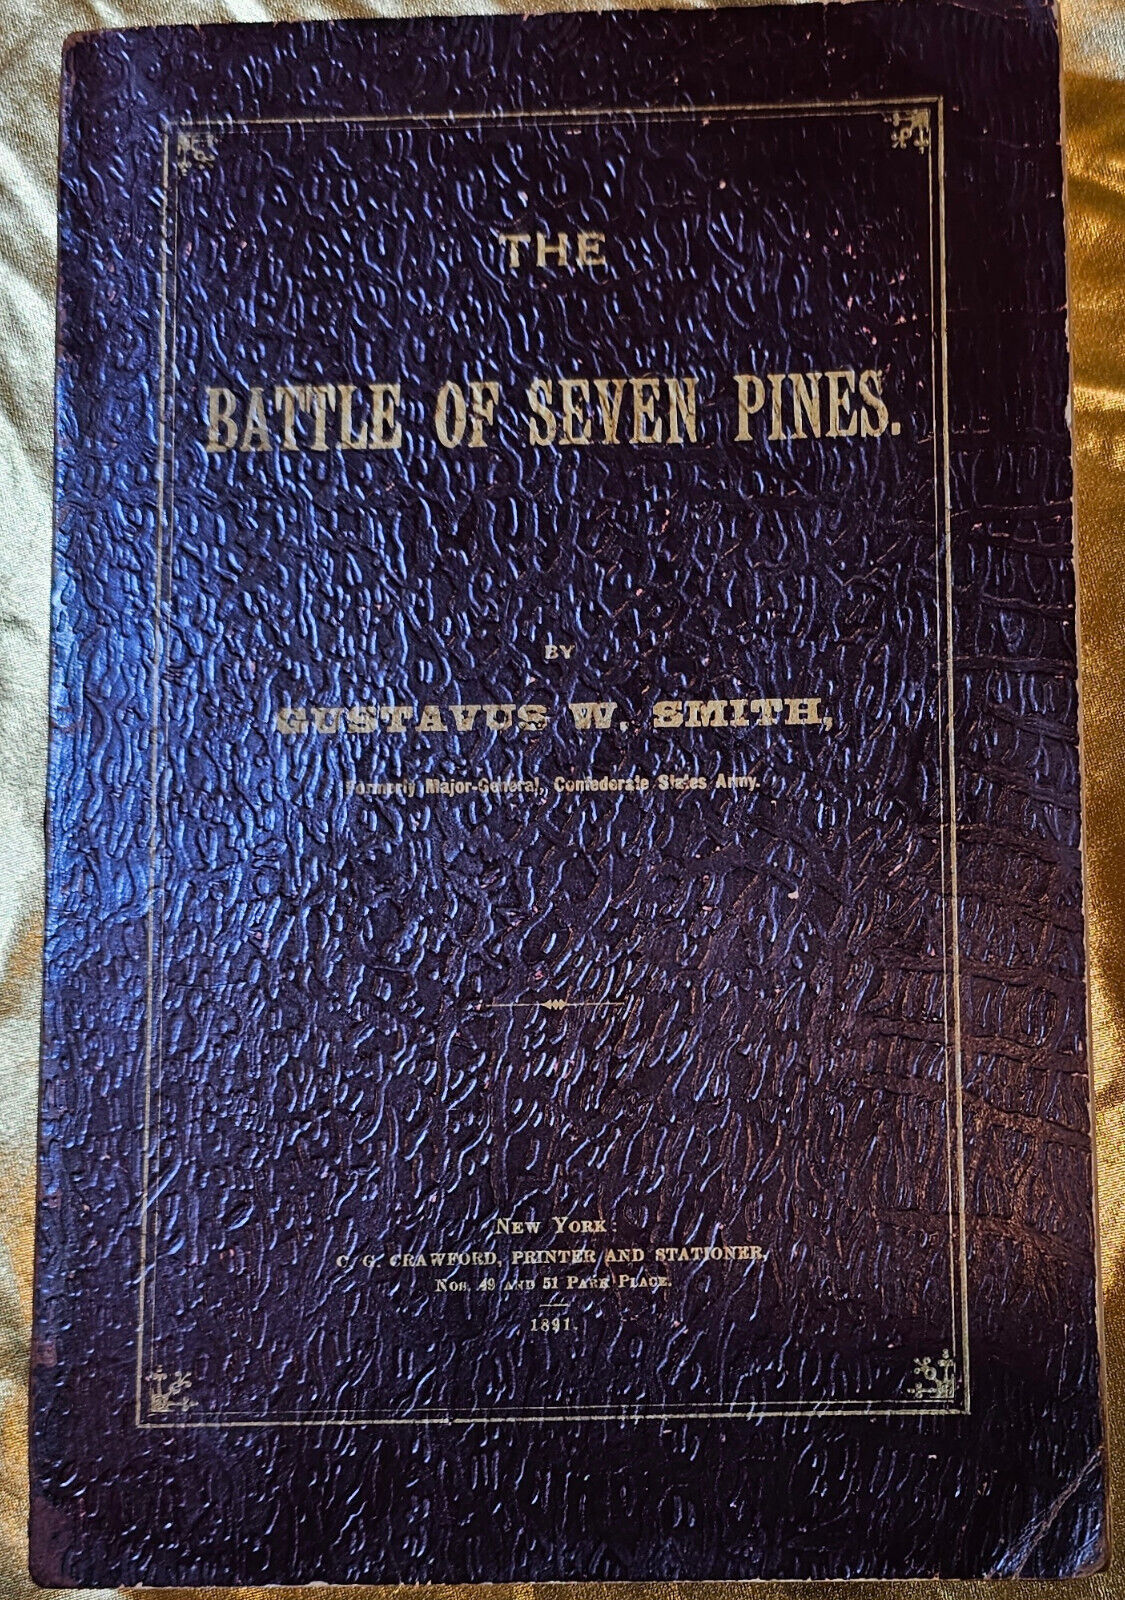 THE
BATTLE OF SEVEN PINES.
BY
GUSTAVUS W. SMITH,
Formerly Major-General, Confederate States Army.
NEW YORK:
C. G. CRAWFORD, PRINTER AND STATIONER,
NOS. 49 AND 51 PARK PLACE.
1891.